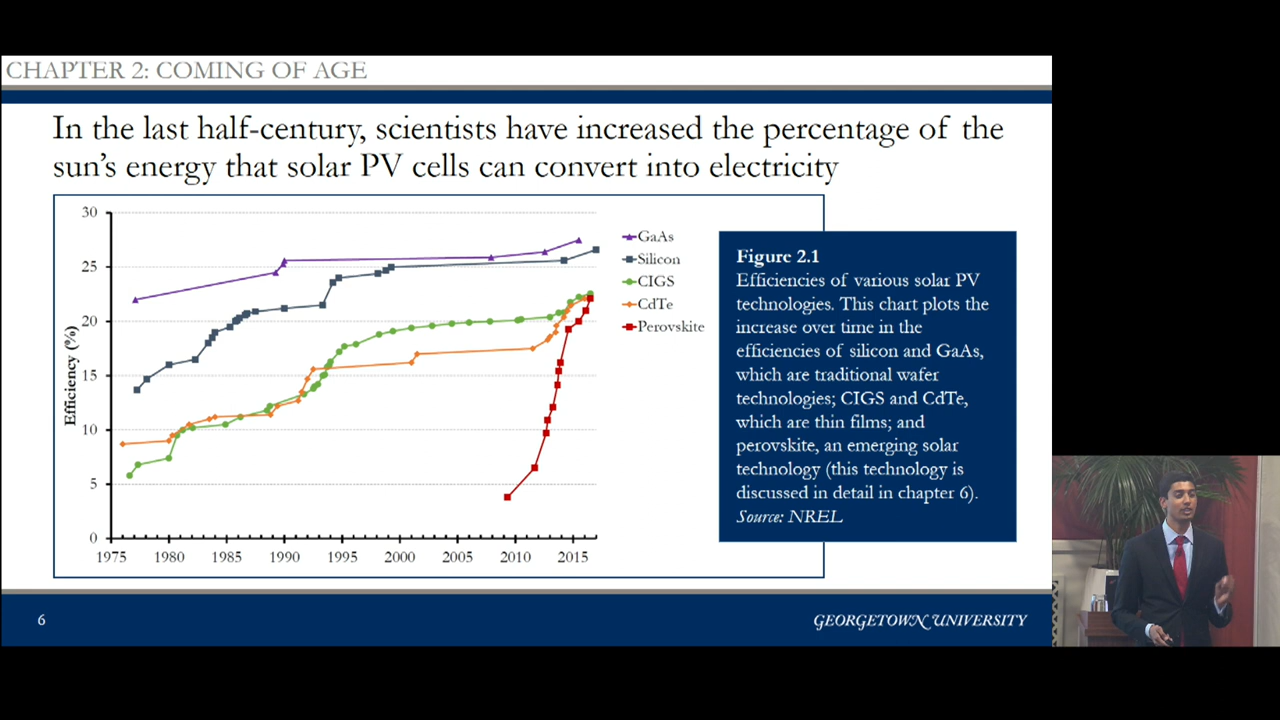 CHAPTER 2: COMING OF AGE
In the last half-century, scientists have increased the percentage of the
sun's energy that solar PV cells can convert into electricity
30
25
20
15
10
5
0
Efficiency (%)
1975 1980 1985 1990 1995 2000 2005 2010 2015
GaAs
Silicon
CIGS
CdTe
Perovskite
Figure 2.1
Efficiencies of various solar PV
technologies. This chart plots the
increase over time in the
efficiencies of silicon and GaAs,
which are traditional wafer
technologies; CIGS and CdTe,
which are thin films; and
perovskite, an emerging solar
technology (this technology is
discussed in detail in chapter 6).
Source: NREL
6
GEORGETOWN UNIVERSITY